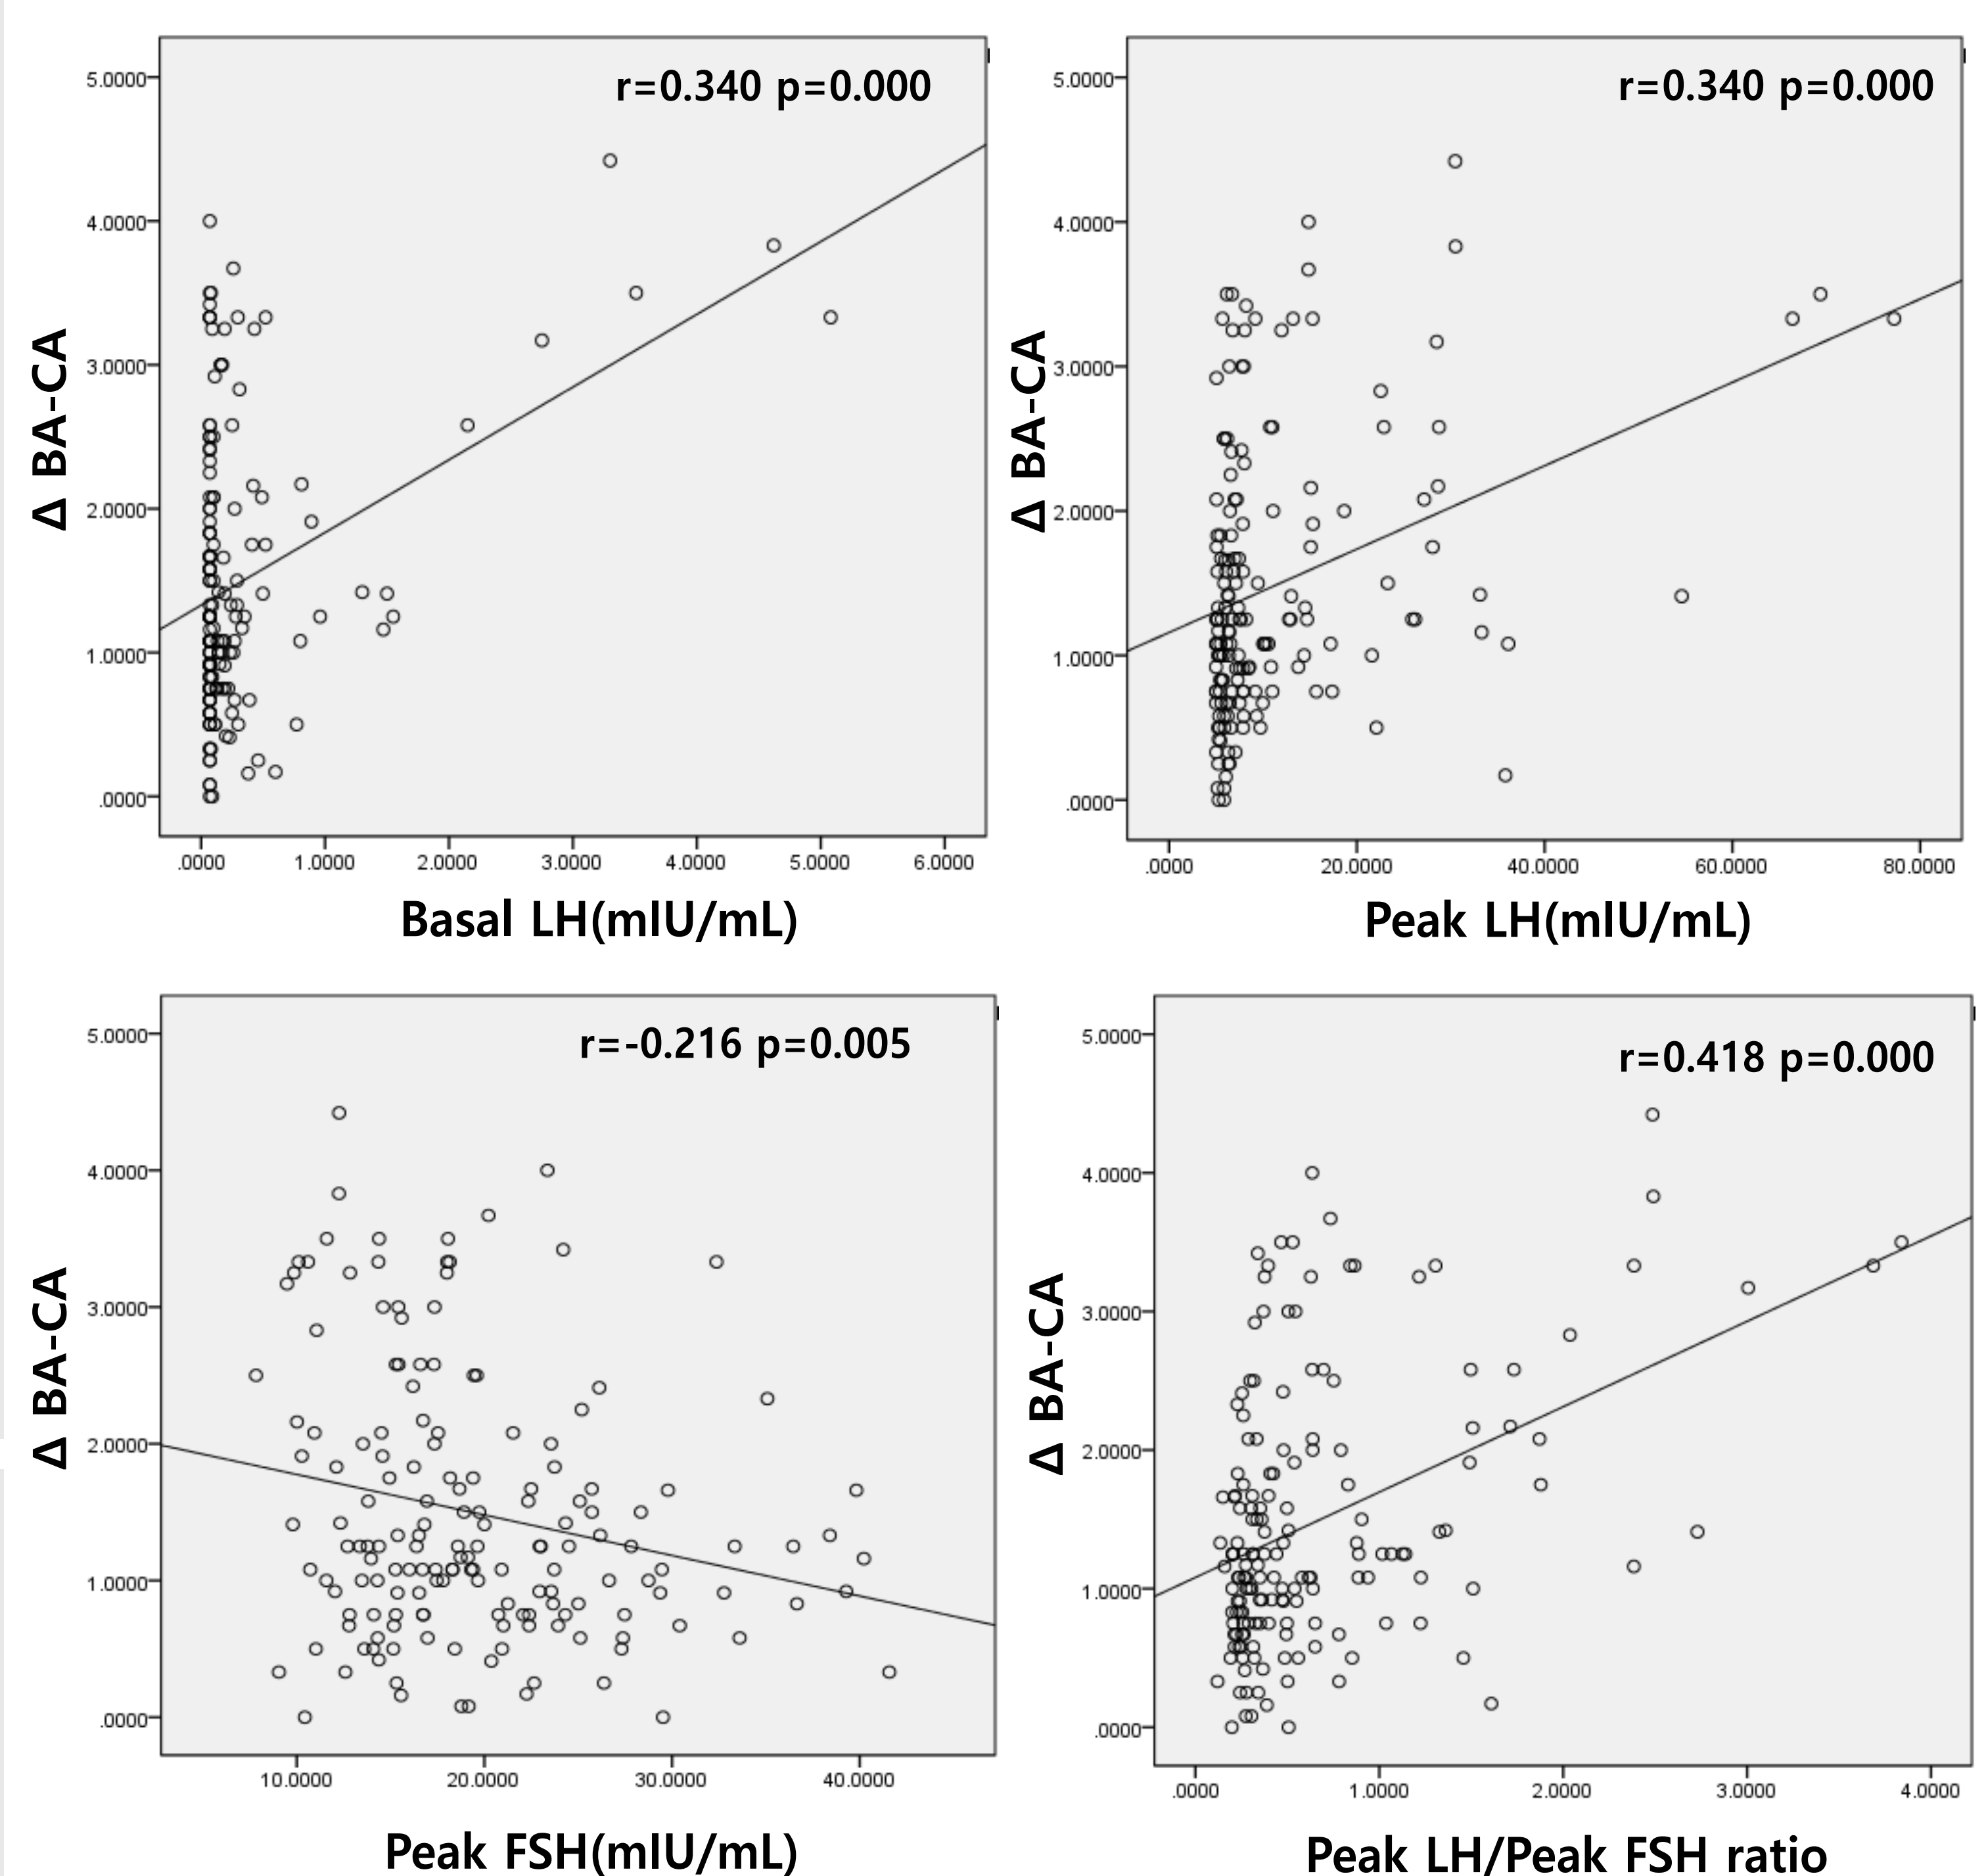 r=0.340 p=0.000
5.0000
4.0000
3.0000
2.0000
1.0000
.0000
Δ BA-CA
.0000 1.0000 2.0000 3.0000 4.0000 5.0000 6.0000
Basal LH(mIU/mL)
r=0.340 p=0.000
5.0000
4.0000
3.0000
2.0000
1.0000
.0000
Δ BA-CA
.0000 20.0000 40.0000 60.0000 80.0000
Peak LH(mIU/mL)
r=-0.216 p=0.005
5.0000
4.0000
3.0000
2.0000
1.0000
.0000
Δ BA-CA
10.0000 20.0000 30.0000 40.0000
Peak FSH(mIU/mL)
r=0.418 p=0.000
5.0000
4.0000
3.0000
2.0000
1.0000
.0000
Δ BA-CA
.0000 1.0000 2.0000 3.0000 4.0000
Peak LH/Peak FSH ratio